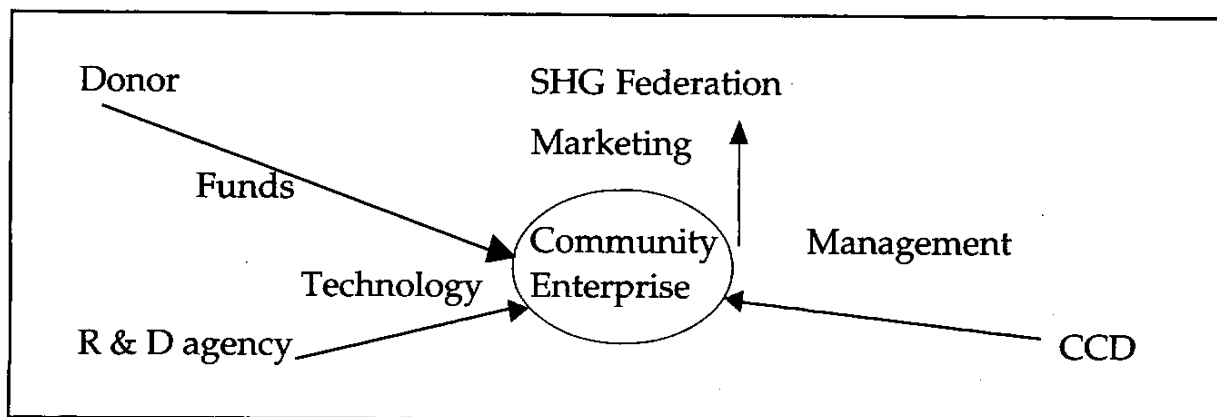 Donor
SHG Federation
Marketing
Funds
Community
Enterprise
Management
Technology
R & D agency
CCD